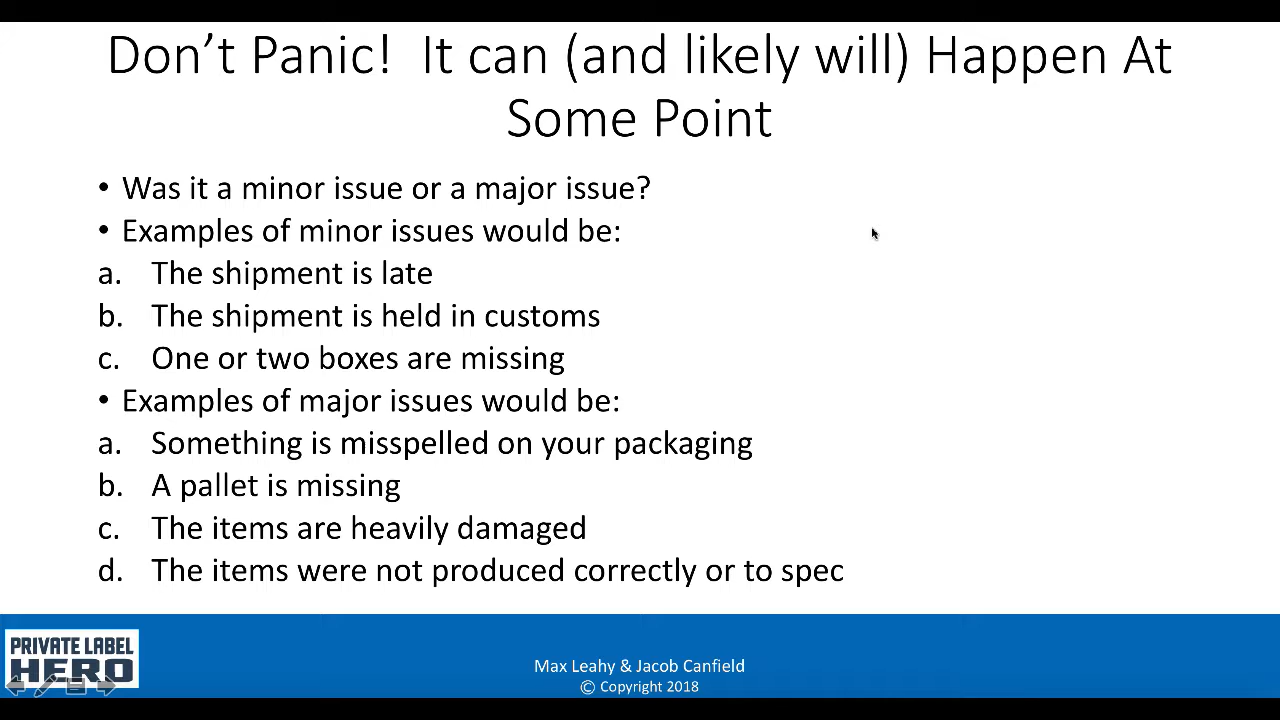 Don’t Panic!  It can (and likely will) Happen At
Some Point
• Was it a minor issue or a major issue?
• Examples of minor issues would be:
a. The shipment is late
b. The shipment is held in customs
c. One or two boxes are missing
• Examples of major issues would be:
a. Something is misspelled on your packaging
b. A pallet is missing
c. The items are heavily damaged
d. The items were not produced correctly or to spec
PRIVATE LABEL
HERO
Max Leahy & Jacob Canfield
© Copyright 2018